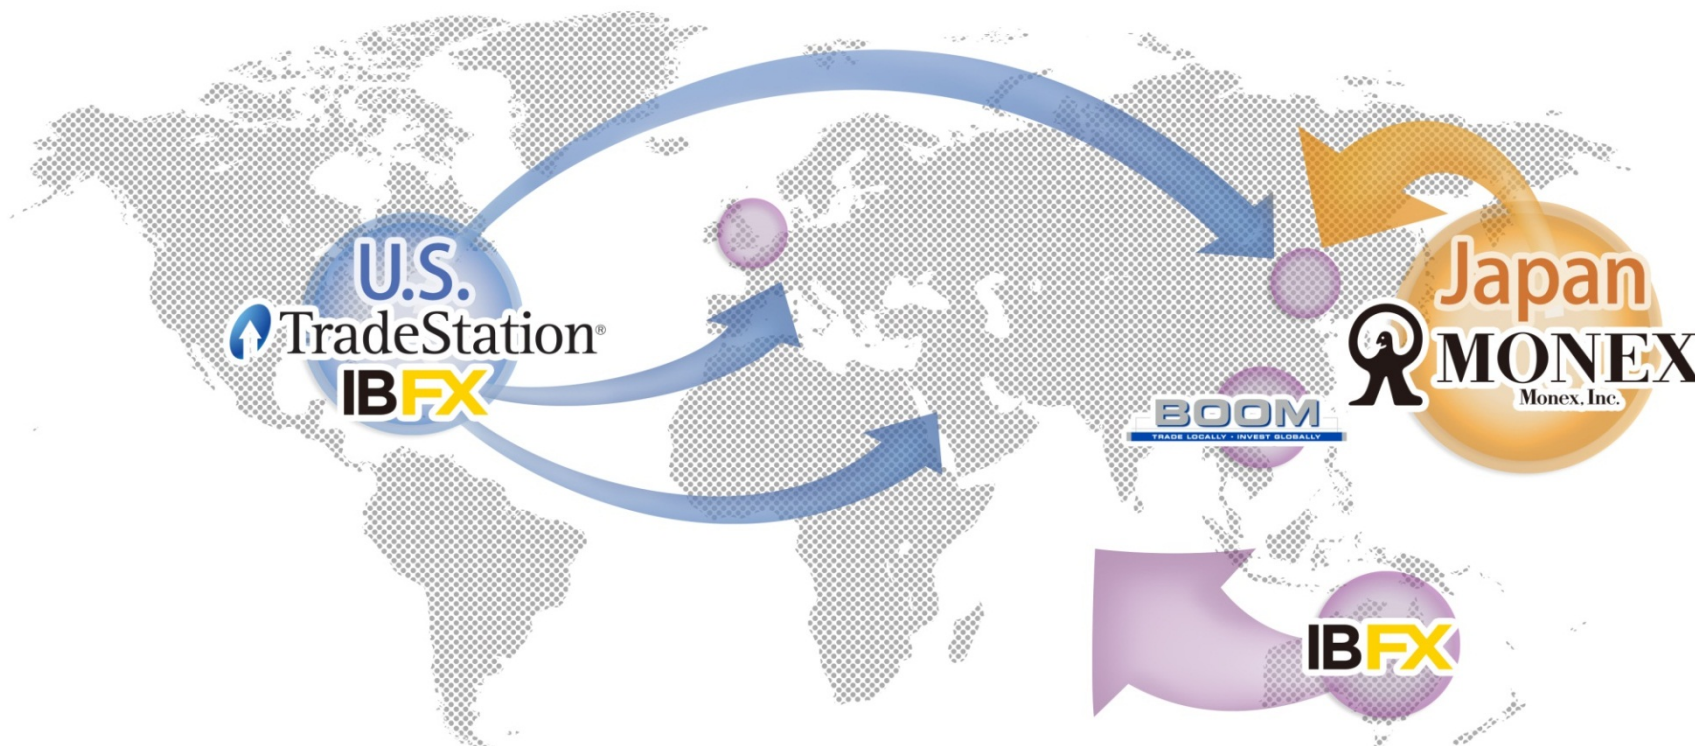 U.S.
TradeStation®
IBFX
Japan
MONEX
Monex, Inc.
BOOM
TRADE LOCALLY · INVEST GLOBALLY
IBFX